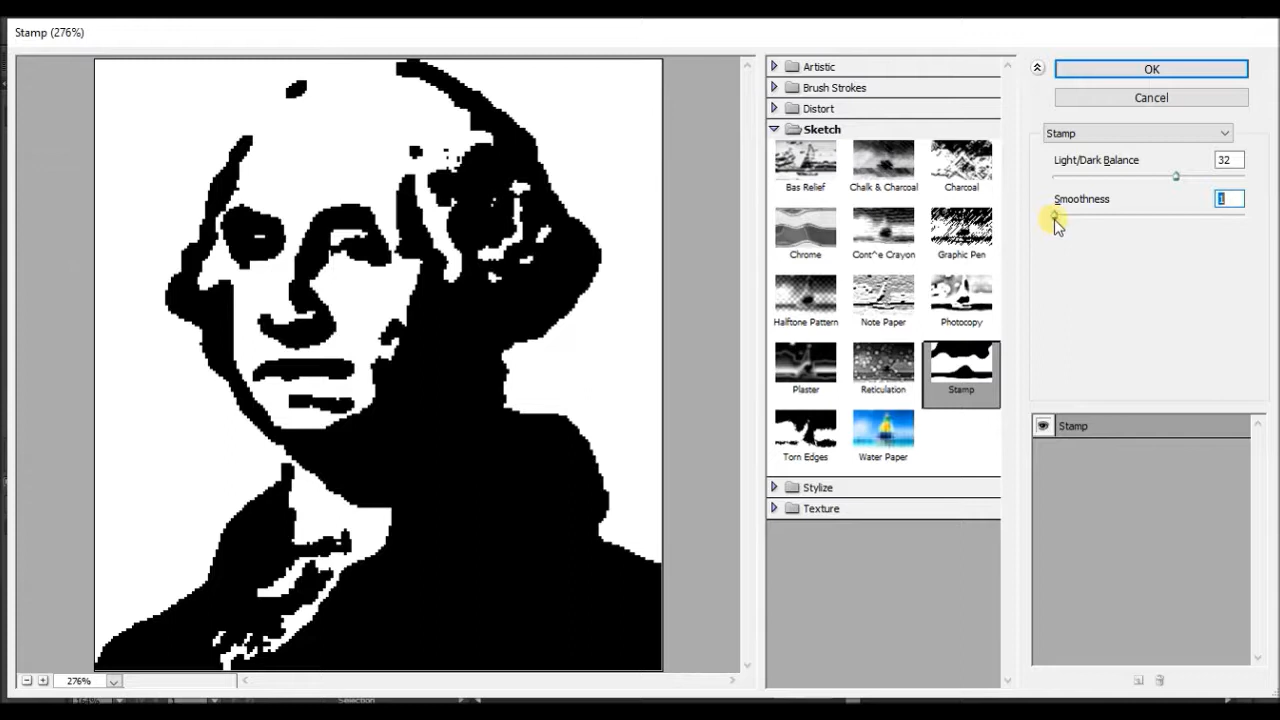 Stamp (276%)
Artistic
Brush Strokes
Distort
Sketch
Bas Relief
Chalk & Charcoal
Charcoal
Chrome
Cont^e Crayon
Graphic Pen
Halftone Pattern
Note Paper
Photocopy
Plaster
Reticulation
Stamp
Torn Edges
Water Paper
Stylize
Texture
OK
Cancel
Stamp
Light/Dark Balance 32
Smoothness 1
Stamp
276%
Selection